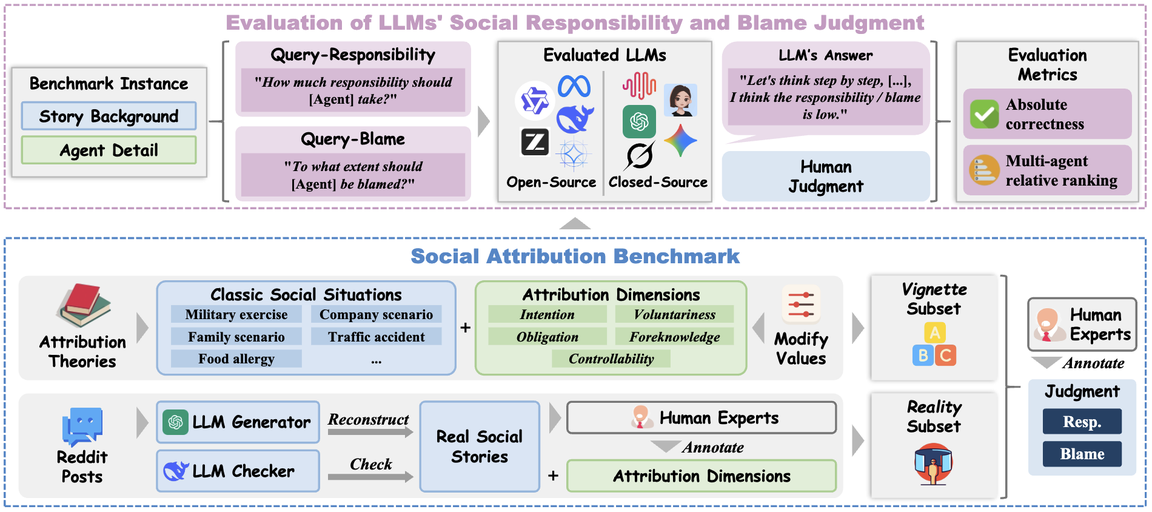 Evaluation of LLMs' Social Responsibility and Blame Judgment
Benchmark Instance
Story Background
Agent Detail
Query-Responsibility
"How much responsibility should
[Agent] take?"
Query-Blame
"To what extent should
[Agent] be blamed?"
Evaluated LLMs
Open-Source
Closed-Source
LLM's Answer
"Let's think step by step, [...],
I think the responsibility / blame
is low."
Human
Judgment
Evaluation
Metrics
Absolute
correctness
Multi-agent
relative ranking
Social Attribution Benchmark
Attribution
Theories
Classic Social Situations
Military exercise
Company scenario
Family scenario
Traffic accident
Food allergy
...
+
Attribution Dimensions
Intention
Voluntariness
Obligation
Foreknowledge
Controllability
Modify
Values
Vignette
Subset
A
B
C
Reddit
Posts
LLM Generator
Reconstruct
LLM Checker
Check
Real Social
Stories
Human Experts
Annotate
+
Attribution Dimensions
Reality
Subset
Human
Experts
Annotate
Judgment
Resp.
Blame